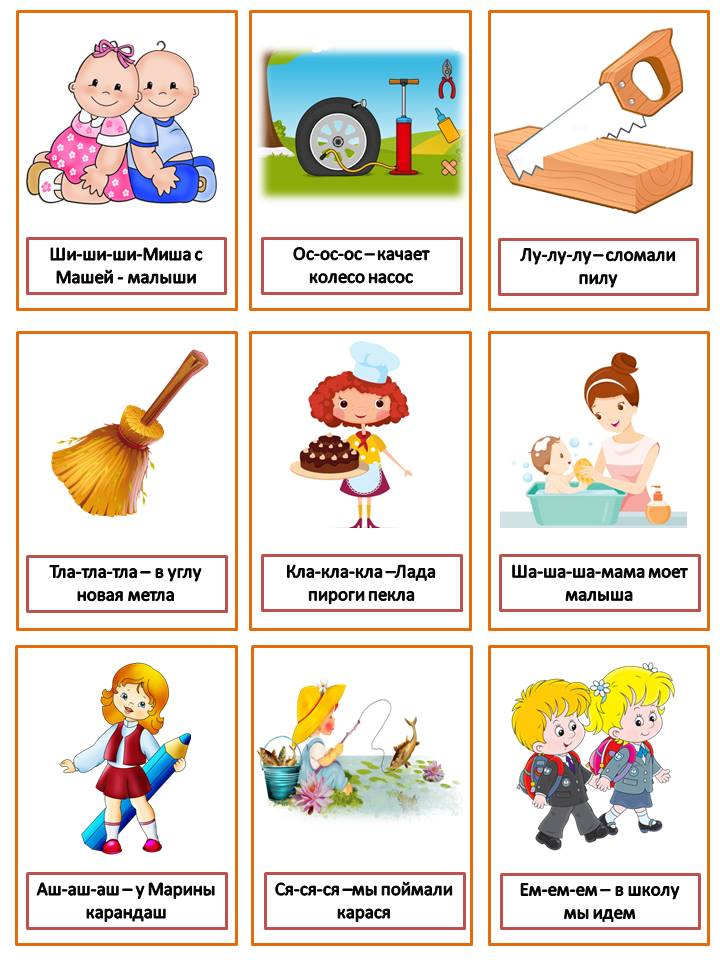 Ши-ши-ши-Миша с
Машей - малыши
Ос-ос-ос – качает
колесо насос
Лу-лу-лу – сломали
пилу
Тла-тла-тла – в углу
новая метла
Кла-кла-кла –Лада
пироги пекла
Ша-ша-ша-мама моет
малыша
Аш-аш-аш – у Марины
карандаш
Ся-ся-ся –мы поймали
карася
Ем-ем-ем – в школу
мы идем